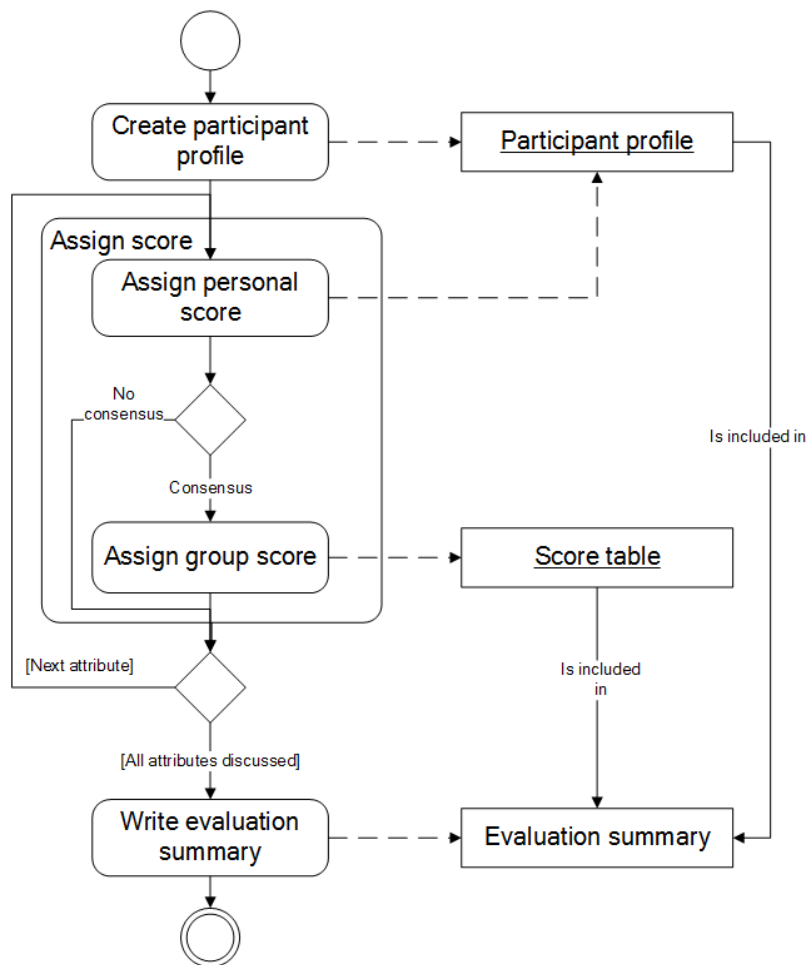 Create participant
profile
Participant profile
Assign score
Assign personal
score
No
consensus
Is included in
Consensus
Assign group score
Score table
[Next attribute]
Is included
in
[All attributes discussed]
Write evaluation
summary
Evaluation summary